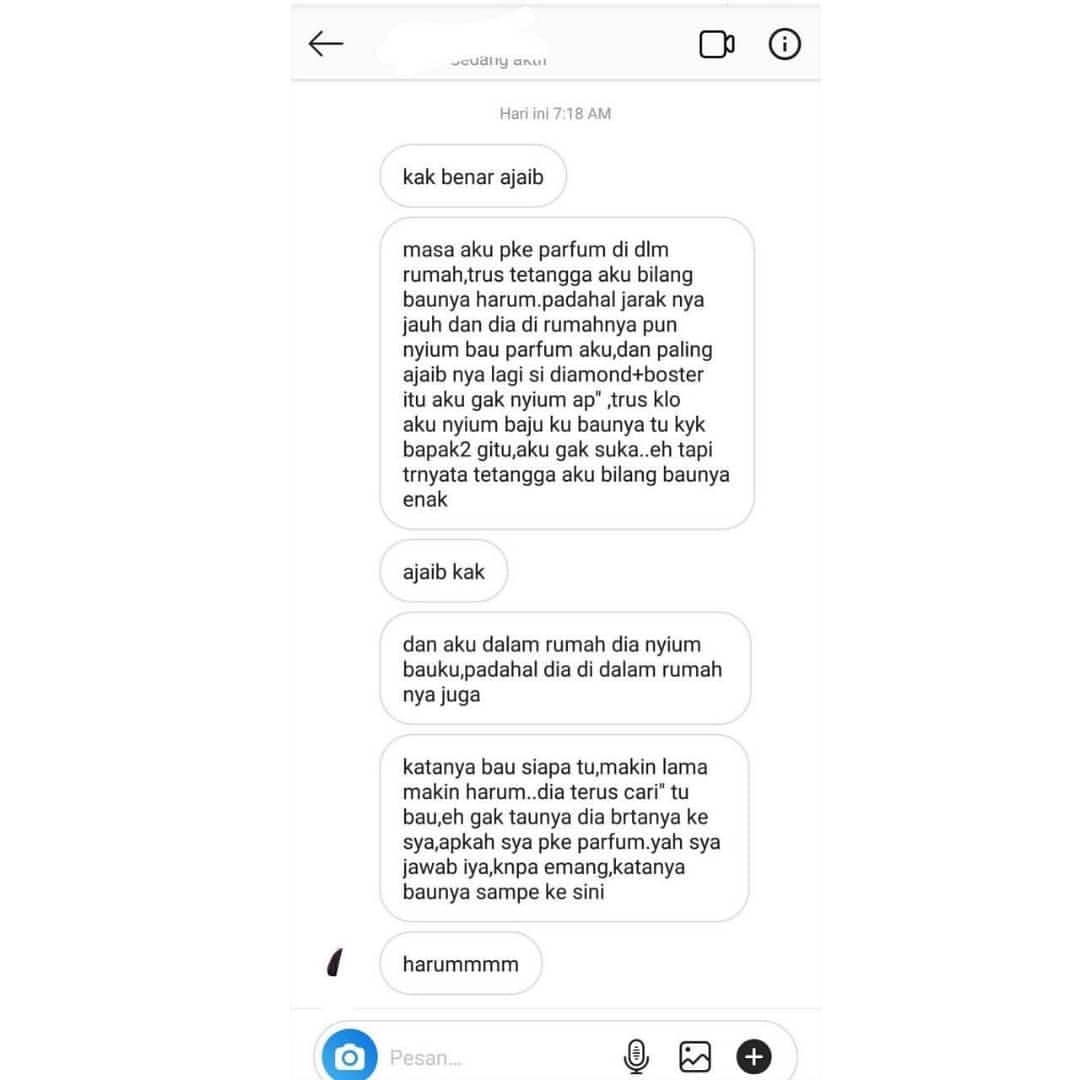 Sedang aktif
Hari ini 7:18 AM
kak benar ajaib
masa aku pke parfum di dlm
rumah,trus tetangga aku bilang
baunya harum.padahal jarak nya
jauh dan dia di rumahnya pun
nyium bau parfum aku,dan paling
ajaib nya lagi si diamond+boster
itu aku gak nyium ap" ,trus klo
aku nyium baju ku baunya tu kyk
bapak2 gitu,aku gak suka..eh tapi
trnyata tetangga aku bilang baunya
enak
ajaib kak
dan aku dalam rumah dia nyium
bauku,padahal dia di dalam rumah
nya juga
katanya bau siapa tu,makin lama
makin harum..dia terus cari" tu
bau,eh gak taunya dia brtanya ke
sya,apkah sya pke parfum.yah sya
jawab iya,knpa emang,katanya
baunya sampe ke sini
harummmm
Pesan...